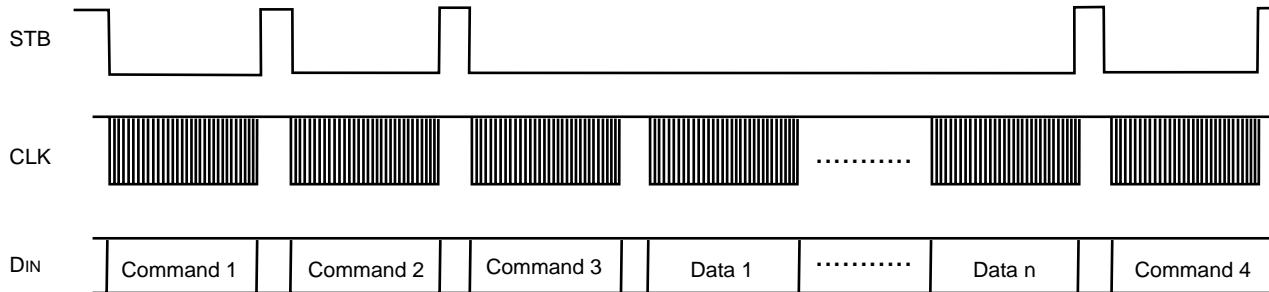 STB
CLK
...........
DIN Command 1 Command 2 Command 3 Data 1 ........... Data n Command 4